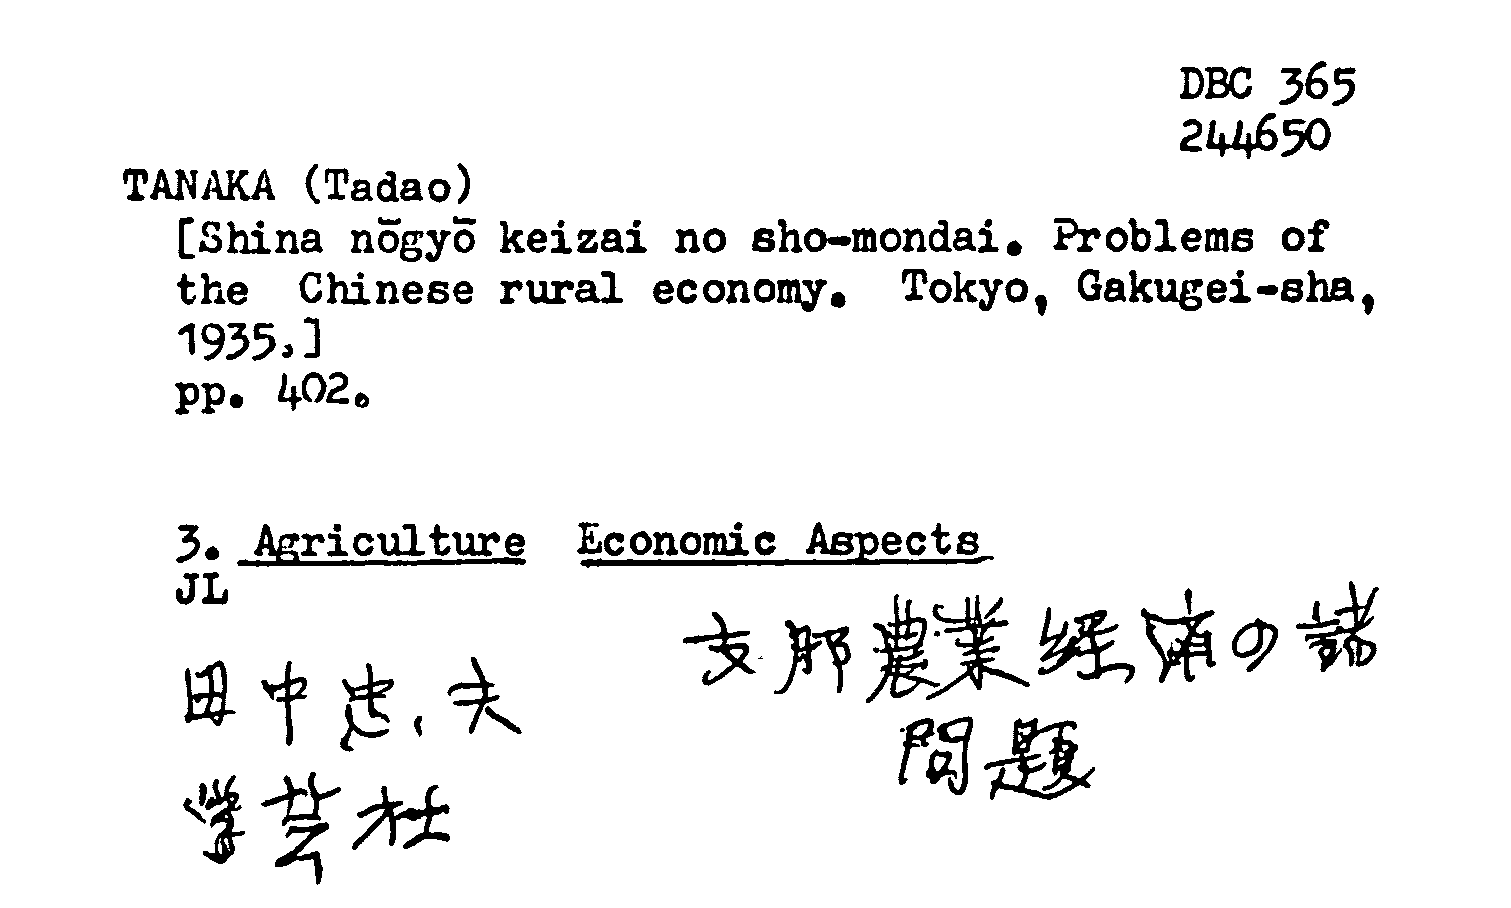 DBC 365
244650
TANAKA (Tadao)
[Shina nōgyō keizai no sho-mondai. Problems of
the Chinese rural economy. Tokyo, Gakugei-sha,
1935.]
pp. 402.
3. Agriculture Economic Aspects
JL
支那農業経済の諸
問題
田中忠夫
学芸社